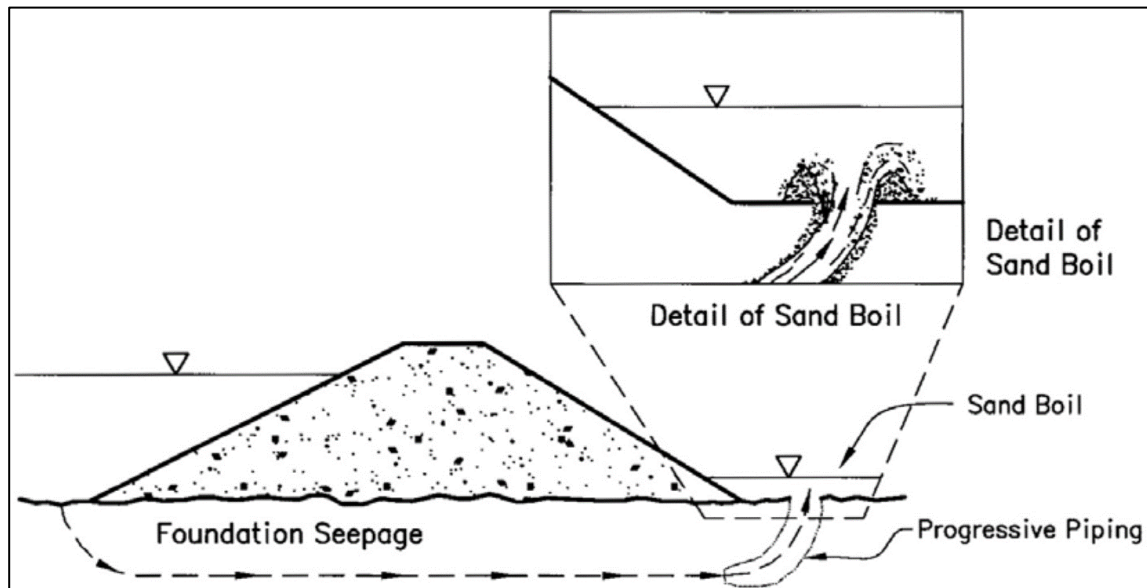 Detail of
Sand Boil
Detail of Sand Boil
Sand Boil
Foundation Seepage
Progressive Piping